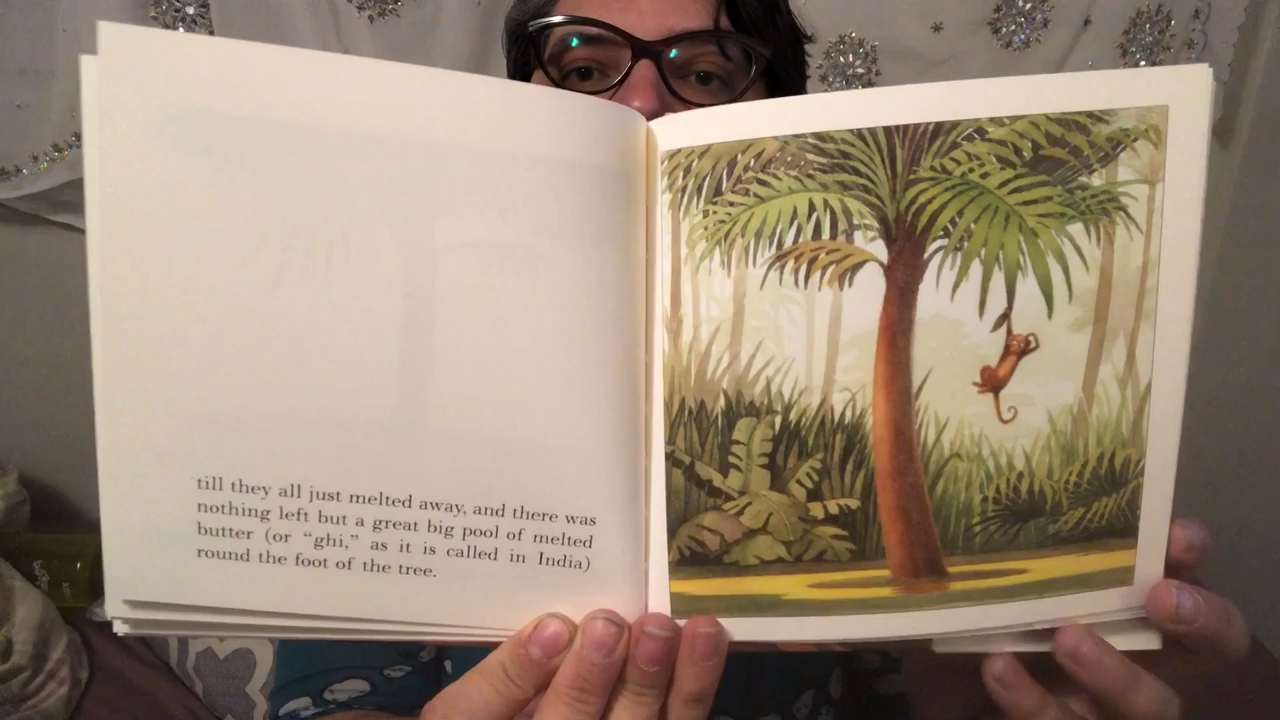 till they all just melted away, and there was
nothing left but a great big pool of melted
butter (or “ghi,” as it is called in India)
round the foot of the tree.